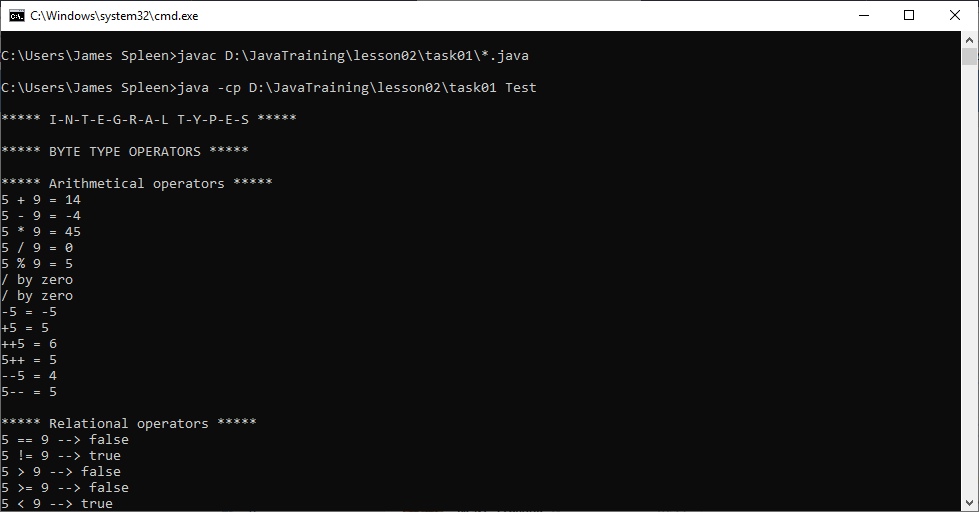 C:\Windows\system32\cmd.exe
C:\Users\James Spleen>javac D:\JavaTraining\lesson02\task01\*.java
C:\Users\James Spleen>java -cp D:\JavaTraining\lesson02\task01 Test
***** I-N-T-E-G-R-A-L T-Y-P-E-S *****
***** BYTE TYPE OPERATORS *****
***** Arithmetical operators *****
5 + 9 = 14
5 - 9 = -4
5 * 9 = 45
5 / 9 = 0
5 % 9 = 5
/ by zero
/ by zero
-5 = -5
+5 = 5
++5 = 6
5++ = 5
--5 = 4
5-- = 5
***** Relational operators *****
5 == 9 --> false
5 != 9 --> true
5 > 9 --> false
5 >= 9 --> false
5 < 9 --> true